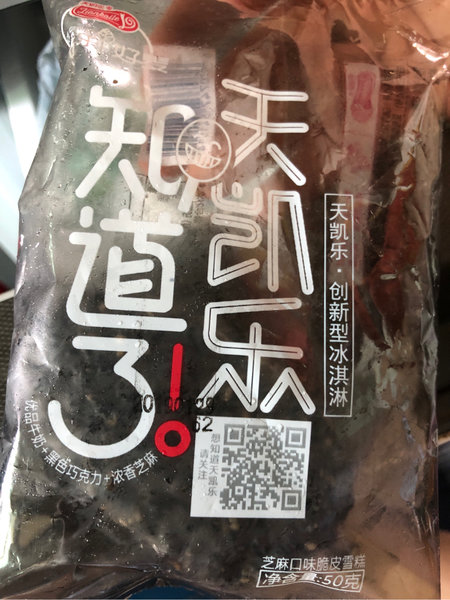 Tiankaile
天凯乐
知道了!
天凯乐·创新型冰淇淋
优品牛奶+黑色巧克力+浓香芝麻
62
想知道天凯乐
请关注
芝麻口味脆皮雪糕
净含量:50克